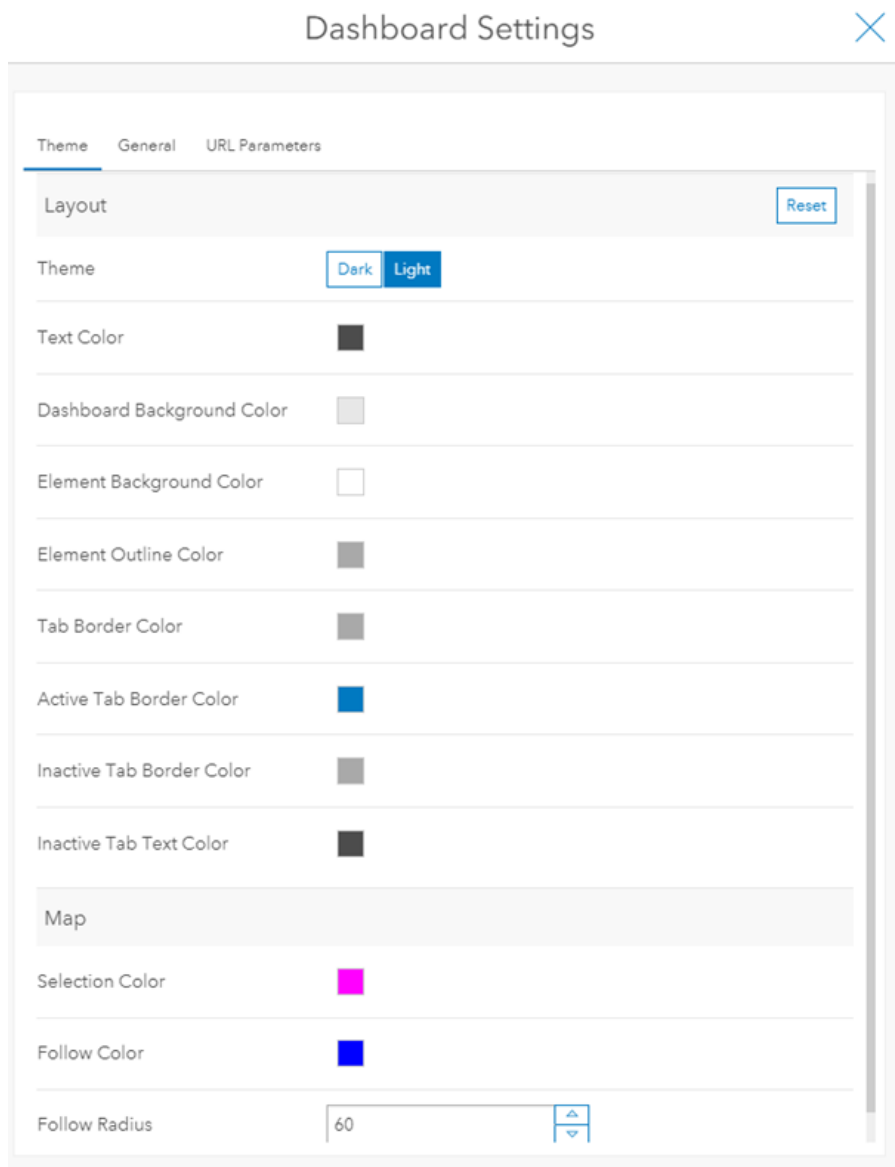 Dashboard Settings
Theme General URL Parameters
Layout Reset
Theme Dark Light
Text Color
Dashboard Background Color
Element Background Color
Element Outline Color
Tab Border Color
Active Tab Border Color
Inactive Tab Border Color
Inactive Tab Text Color
Map
Selection Color
Follow Color
Follow Radius 60